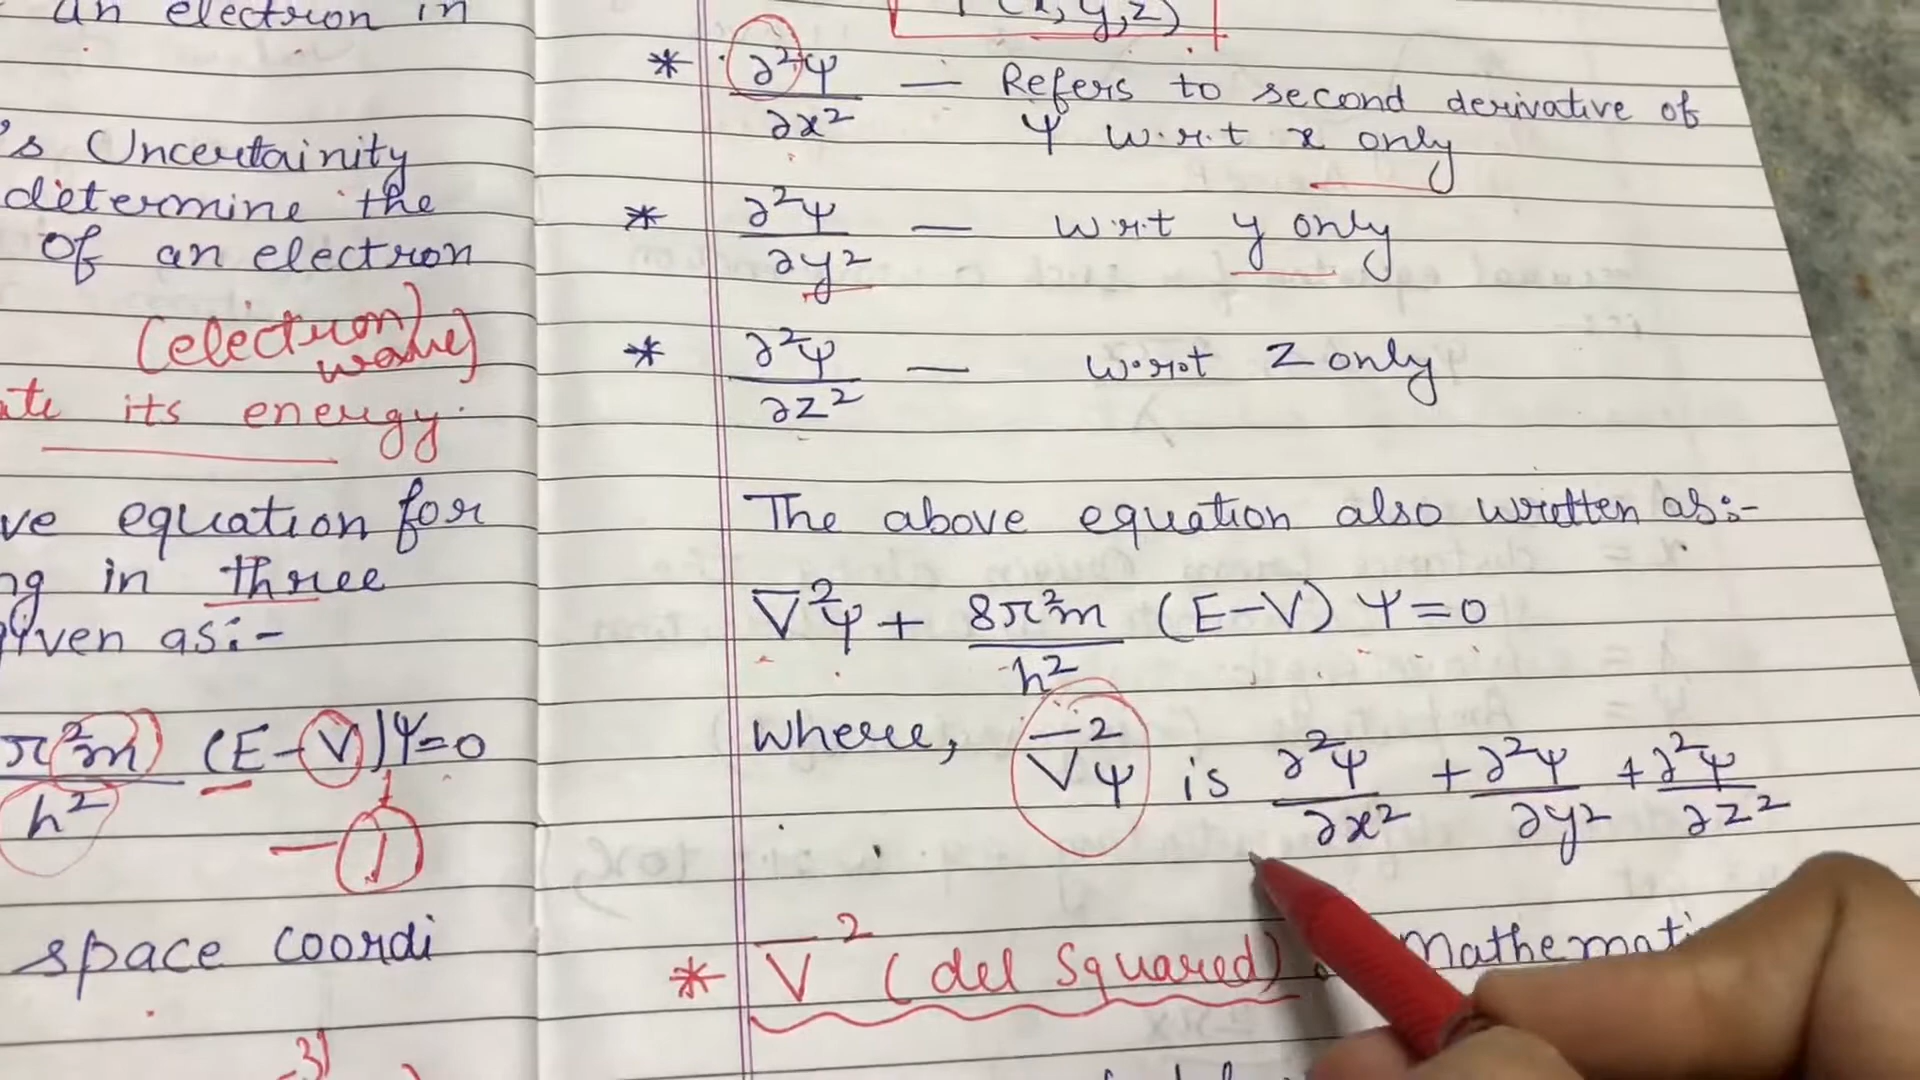 an electron in
's Uncertainity
determine the
of an electron
(electron
wave)
its energy.
equation for
in three
given as:-
π²m (E-V)Ψ=0
h²
1
space coordi
Ψ (x, y, z)
* ∂²Ψ — Refers to second derivative of
∂x² Ψ w.r.t x only
* ∂²Ψ — w.r.t y only
∂y²
* ∂²Ψ — w.r.t z only
∂z²
The above equation also written as:-
∇²Ψ + 8π²m (E-V) Ψ = 0
h²
where, ∇²Ψ is ∂²Ψ + ∂²Ψ + ∂²Ψ
∂x² ∂y² ∂z²
* ∇² (del squared)